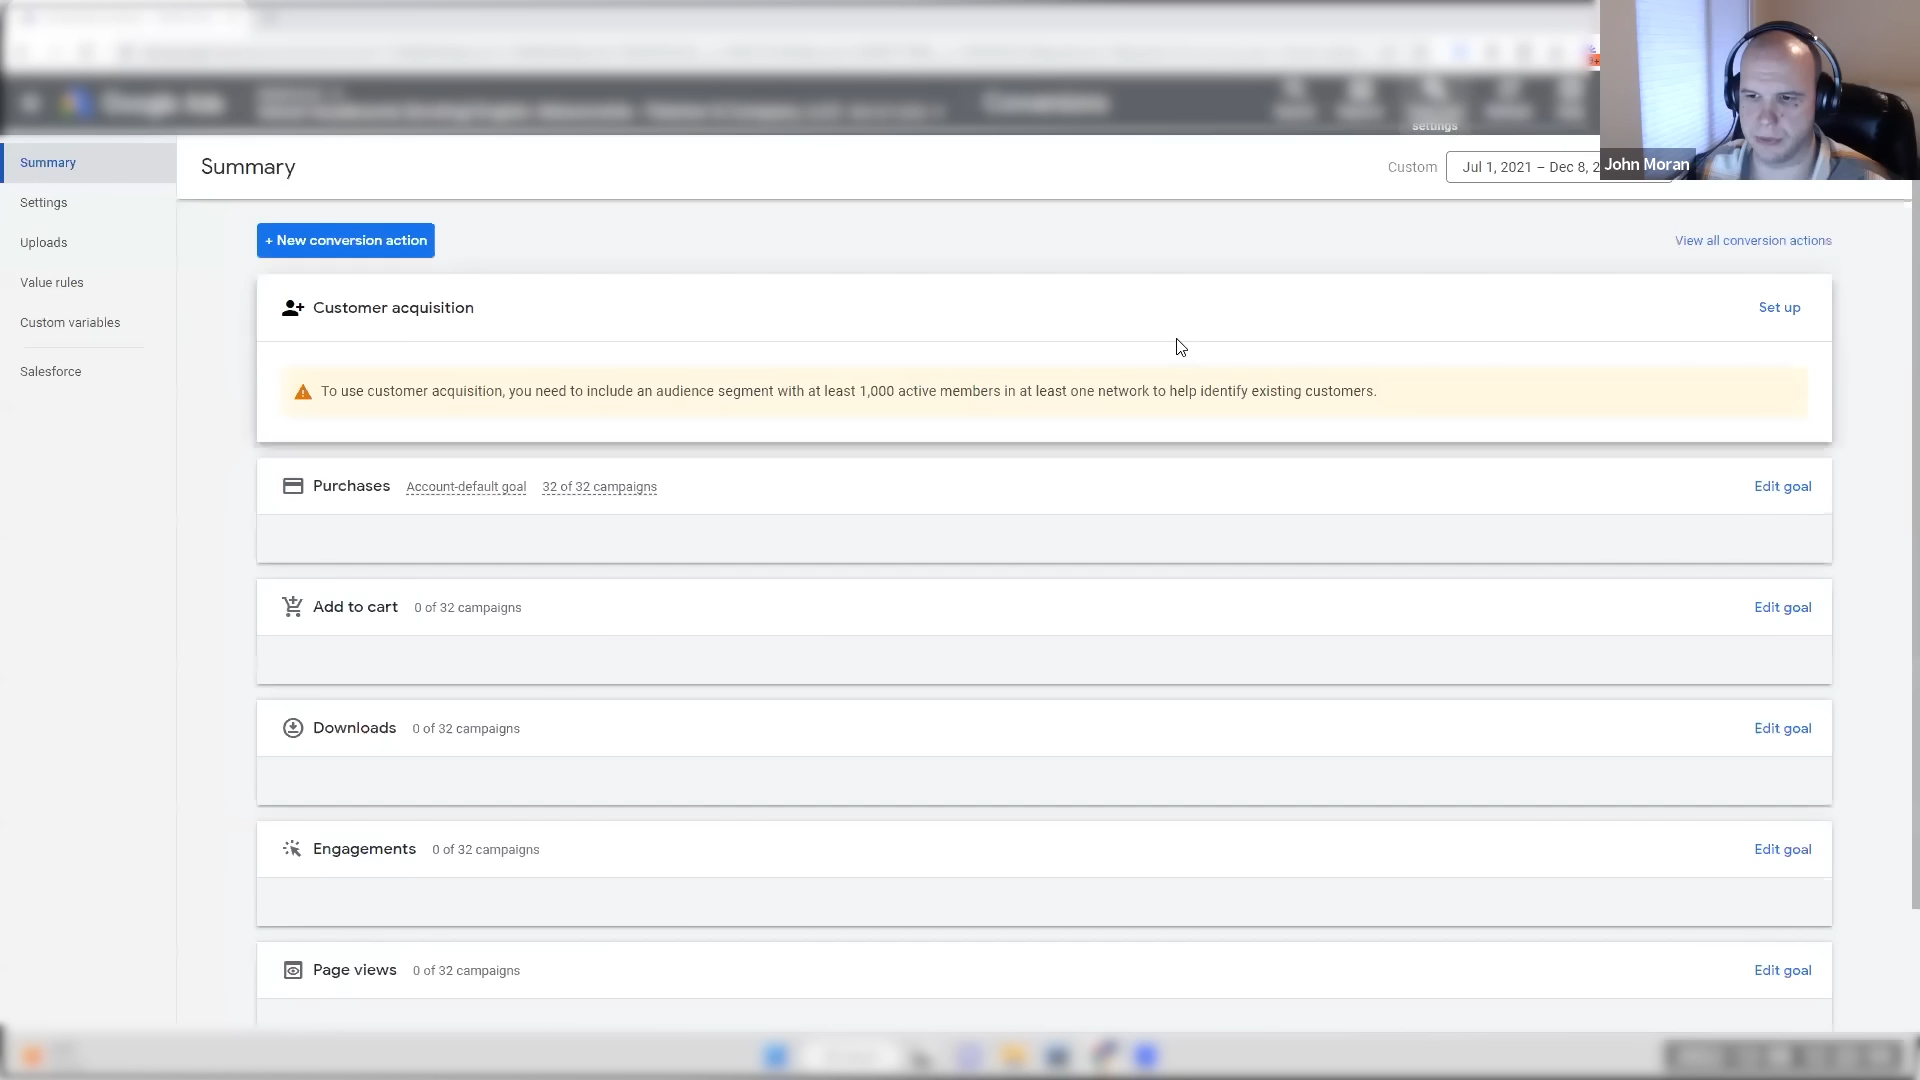 Google Ads
Conversions
settings
Summary
Settings
Uploads
Value rules
Custom variables
Salesforce
Summary
Custom
Jul 1, 2021 – Dec 8, 2
John Moran
+ New conversion action
View all conversion actions
Customer acquisition
Set up
To use customer acquisition, you need to include an audience segment with at least 1,000 active members in at least one network to help identify existing customers.
Purchases Account-default goal 32 of 32 campaigns
Edit goal
Add to cart 0 of 32 campaigns
Edit goal
Downloads 0 of 32 campaigns
Edit goal
Engagements 0 of 32 campaigns
Edit goal
Page views 0 of 32 campaigns
Edit goal